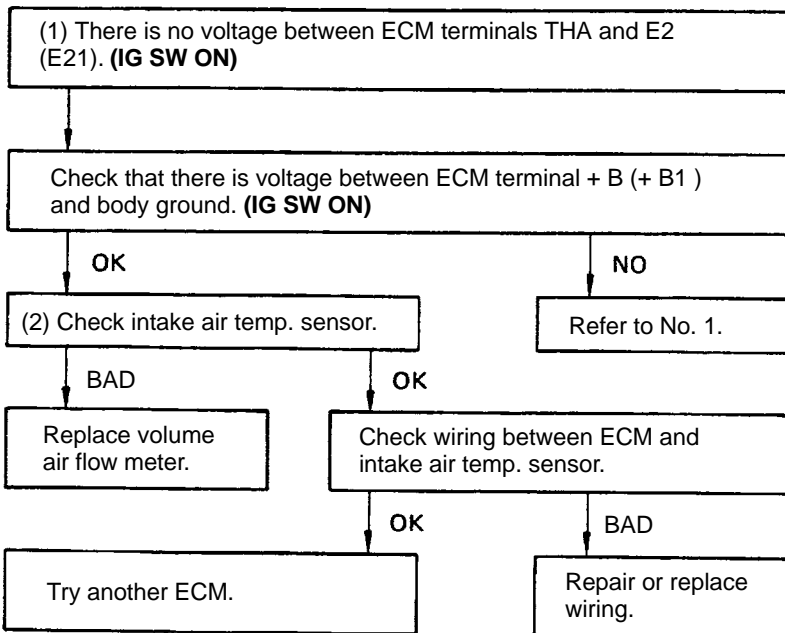 (1) There is no voltage between ECM terminals THA and E2
(E21). (IG SW ON)
Check that there is voltage between ECM terminal + B (+ B1 )
and body ground. (IG SW ON)
OK
NO
(2) Check intake air temp. sensor.
Refer to No. 1.
BAD
OK
Replace volume
air flow meter.
Check wiring between ECM and
intake air temp. sensor.
OK
BAD
Try another ECM.
Repair or replace
wiring.